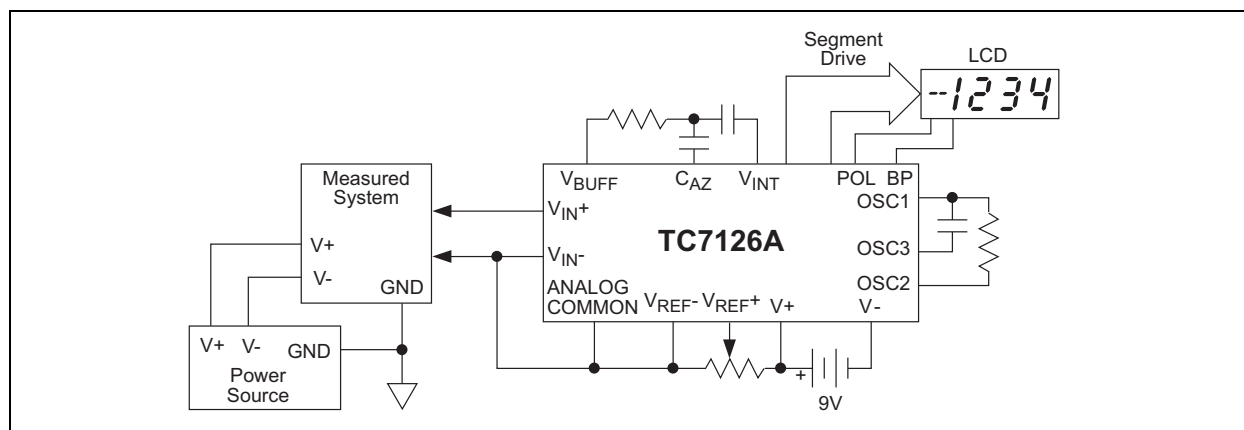 Segment
Drive
LCD
--1234
Measured
System
V+
V-
GND
V+
V-
GND
Power
Source
VBUFF
CAZ
VINT
POL
BP
VIN+
VIN-
TC7126A
OSC1
OSC3
OSC2
ANALOG
COMMON
VREF-
VREF+
V+
V-
+
9V